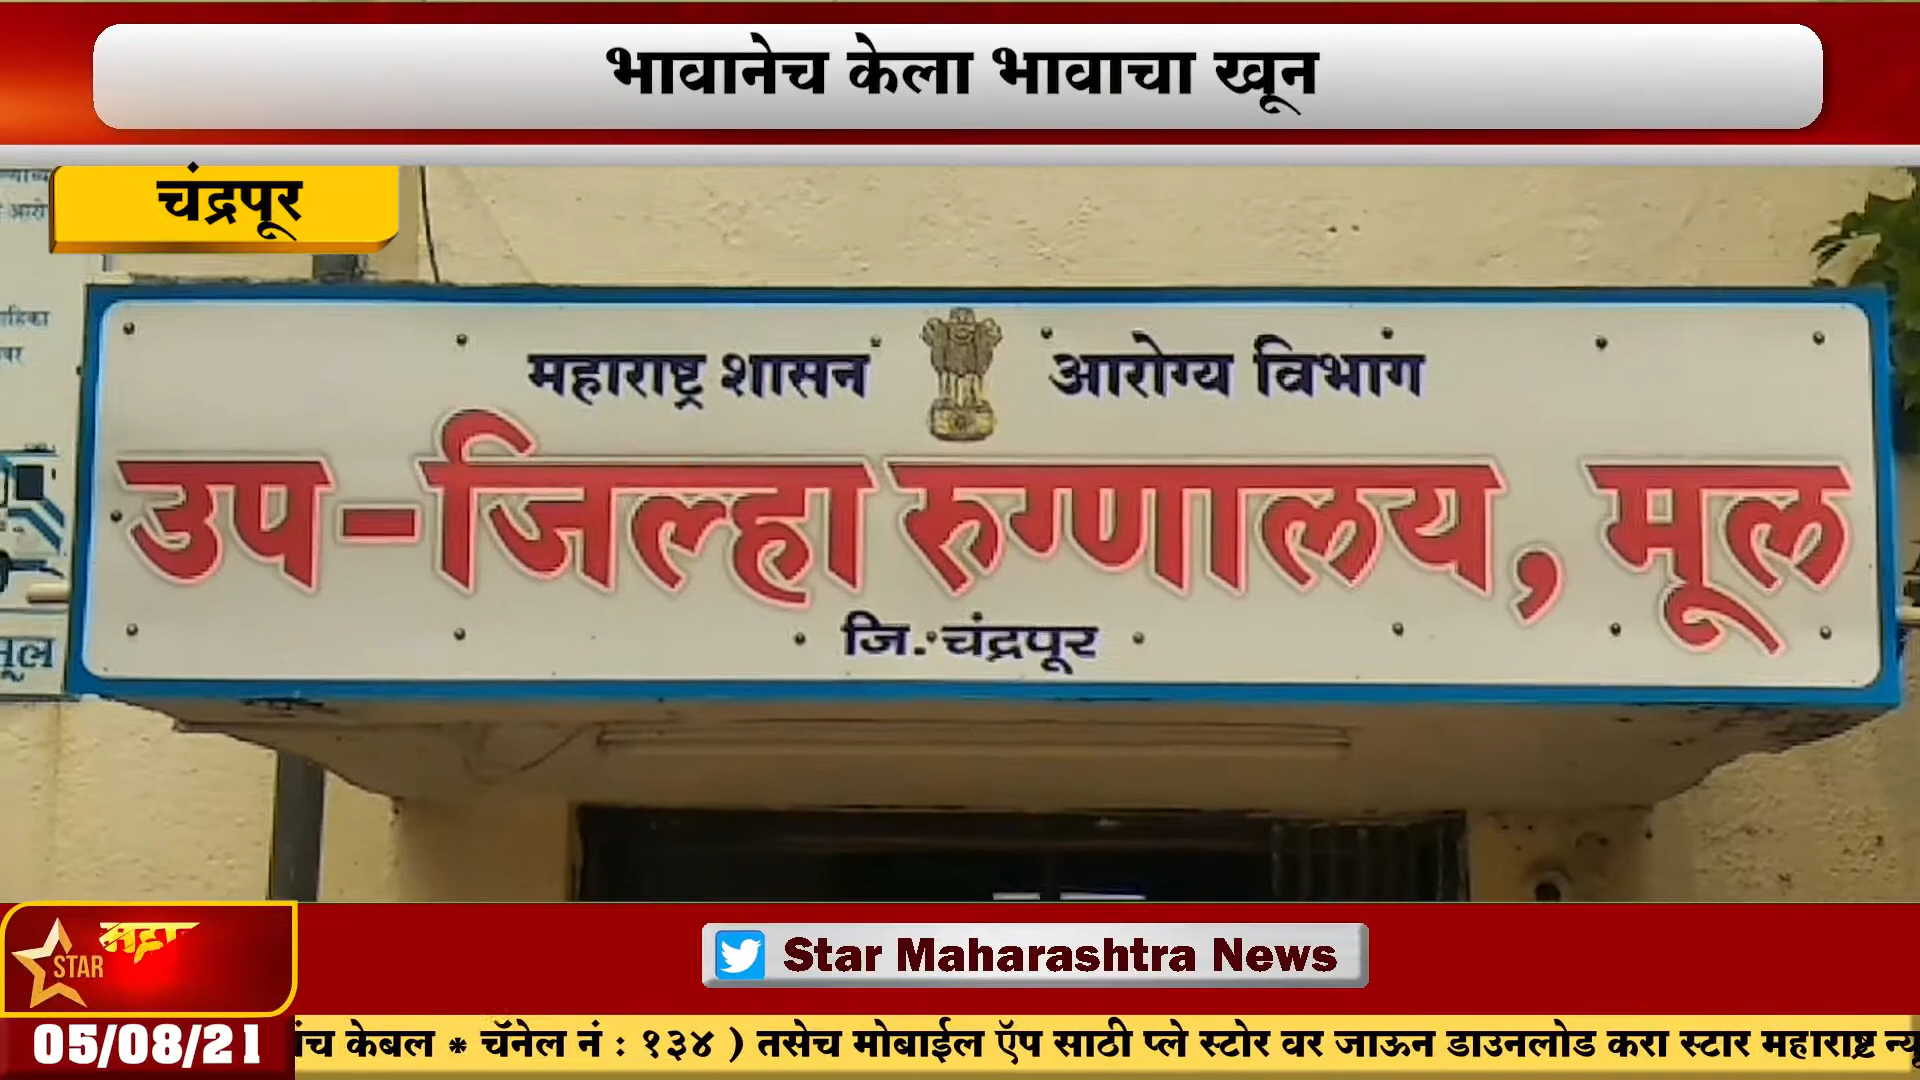 भावानेच केला भावाचा खून
चंद्रपूर
महाराष्ट्र शासन आरोग्य विभाग
उप-जिल्हा रुग्णालय, मूल
जि. चंद्रपूर
STAR
Star Maharashtra News
05/08/21
केबल * चॅनेल नं : १३४ ) तसेच मोबाईल ऍप साठी प्ले स्टोर वर जाऊन डाउनलोड करा स्टार महाराष्ट्र